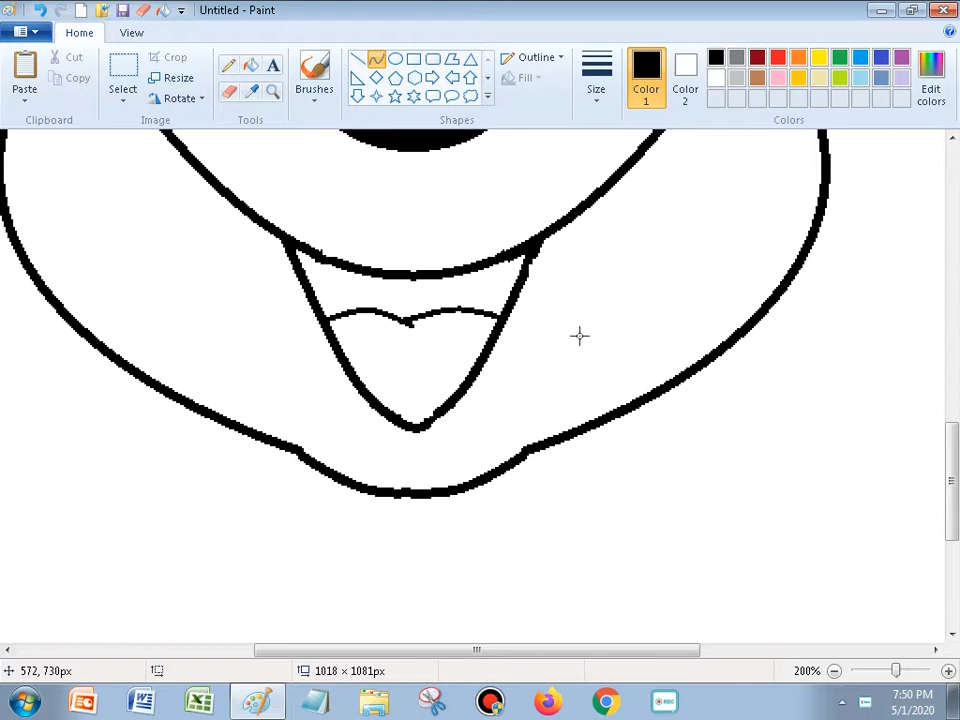 Untitled - Paint
Home
View
Paste
Cut
Copy
Clipboard
Select
Crop
Resize
Rotate
Image
A
Tools
Brushes
Shapes
Outline
Fill
Size
Color
1
Color
2
Edit
colors
Colors
572, 730px
1018 × 1081px
200%
7:50 PM
5/1/2020